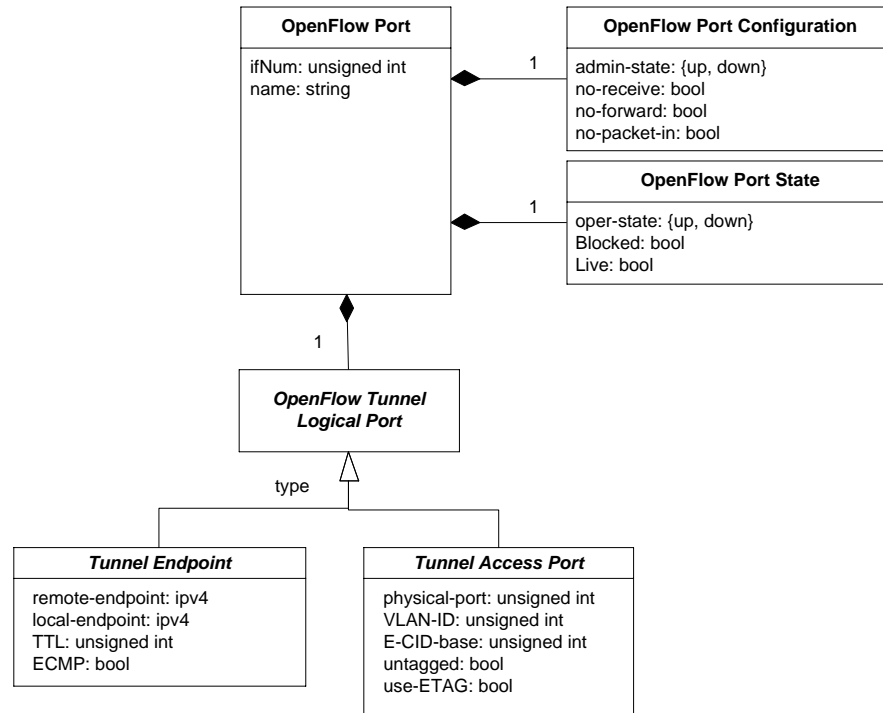 OpenFlow Port
ifNum: unsigned int
name: string
1
OpenFlow Port Configuration
admin-state: {up, down}
no-receive: bool
no-forward: bool
no-packet-in: bool
1
OpenFlow Port State
oper-state: {up, down}
Blocked: bool
Live: bool
1
OpenFlow Tunnel
Logical Port
type
Tunnel Endpoint
remote-endpoint: ipv4
local-endpoint: ipv4
TTL: unsigned int
ECMP: bool
Tunnel Access Port
physical-port: unsigned int
VLAN-ID: unsigned int
E-CID-base: unsigned int
untagged: bool
use-ETAG: bool